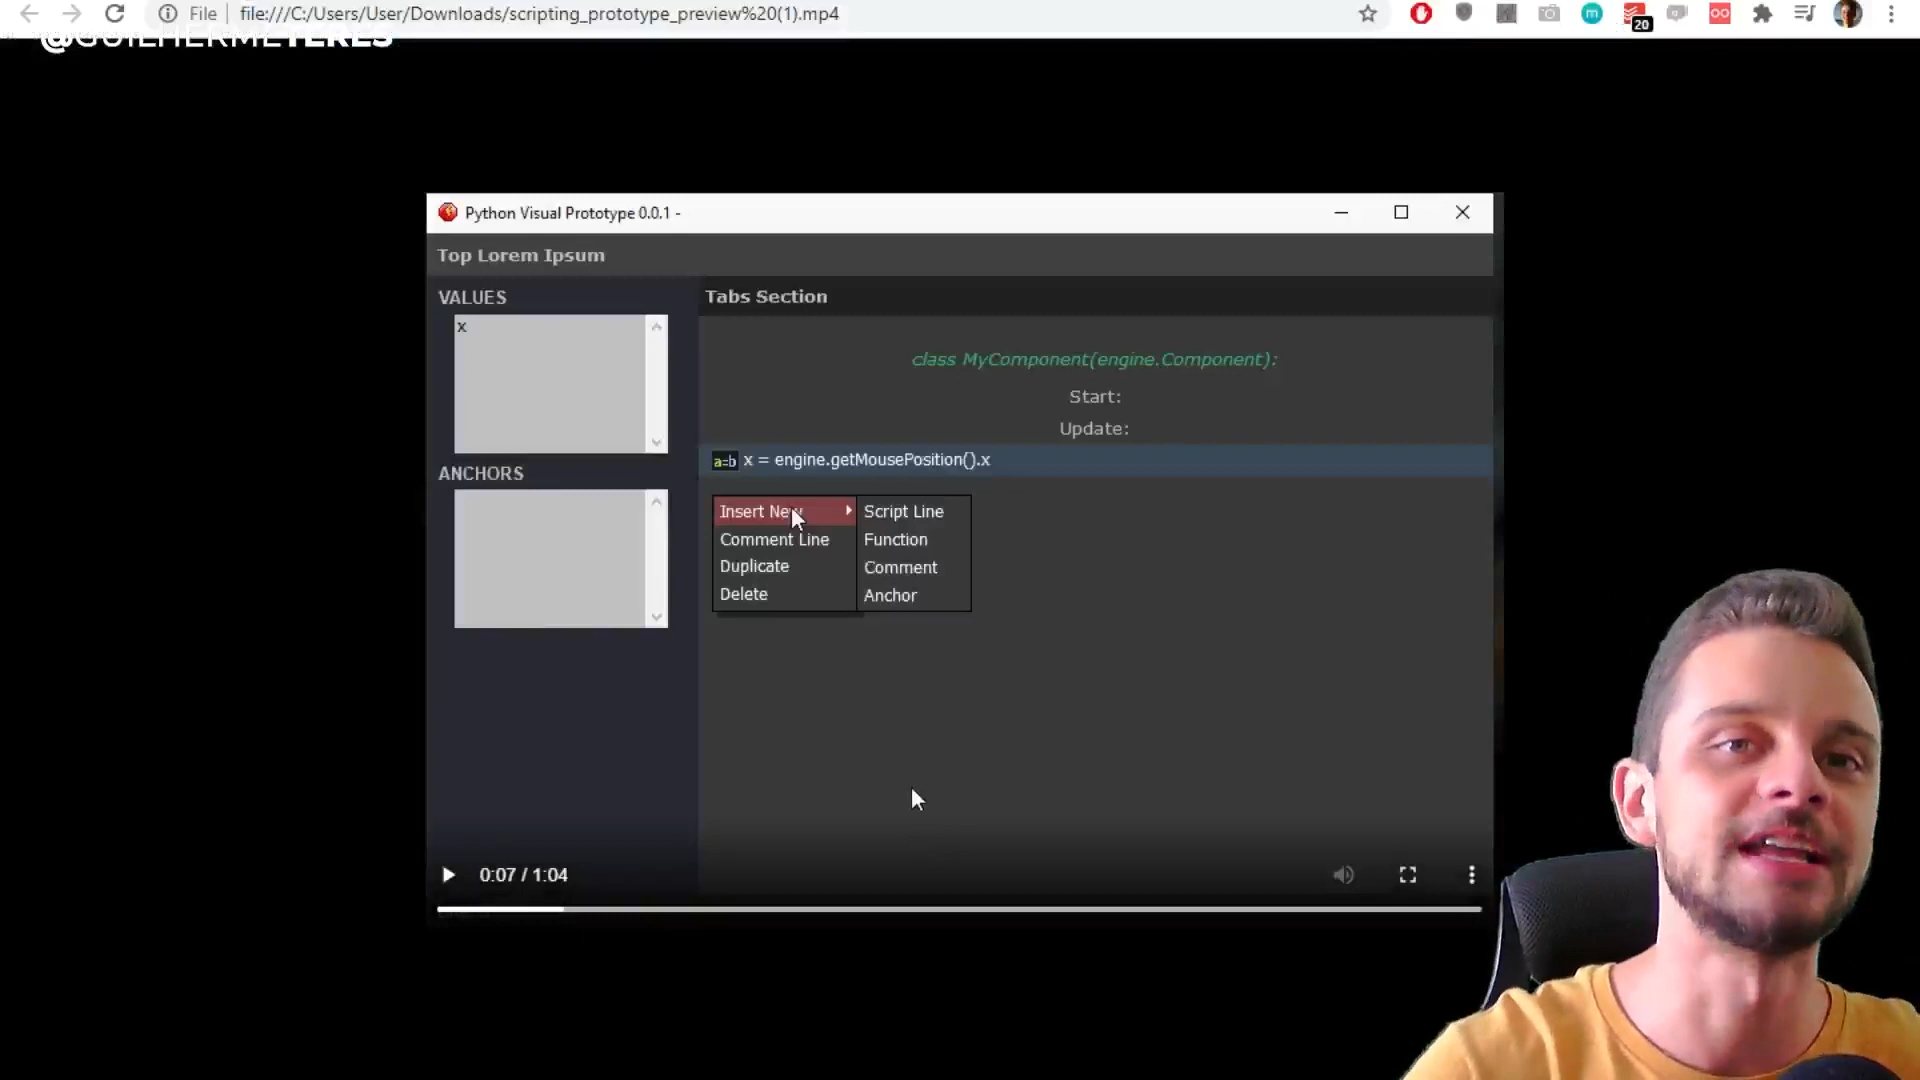 File
file:///C:/Users/User/Downloads/scripting_prototype_preview%20(1).mp4
20
@GUILHERMETERES
Python Visual Prototype 0.0.1 -
Top Lorem Ipsum
VALUES
x
ANCHORS
Tabs Section
class MyComponent(engine.Component):
Start:
Update:
a=b x = engine.getMousePosition().x
Insert New
Comment Line
Duplicate
Delete
Script Line
Function
Comment
Anchor
0:07 / 1:04